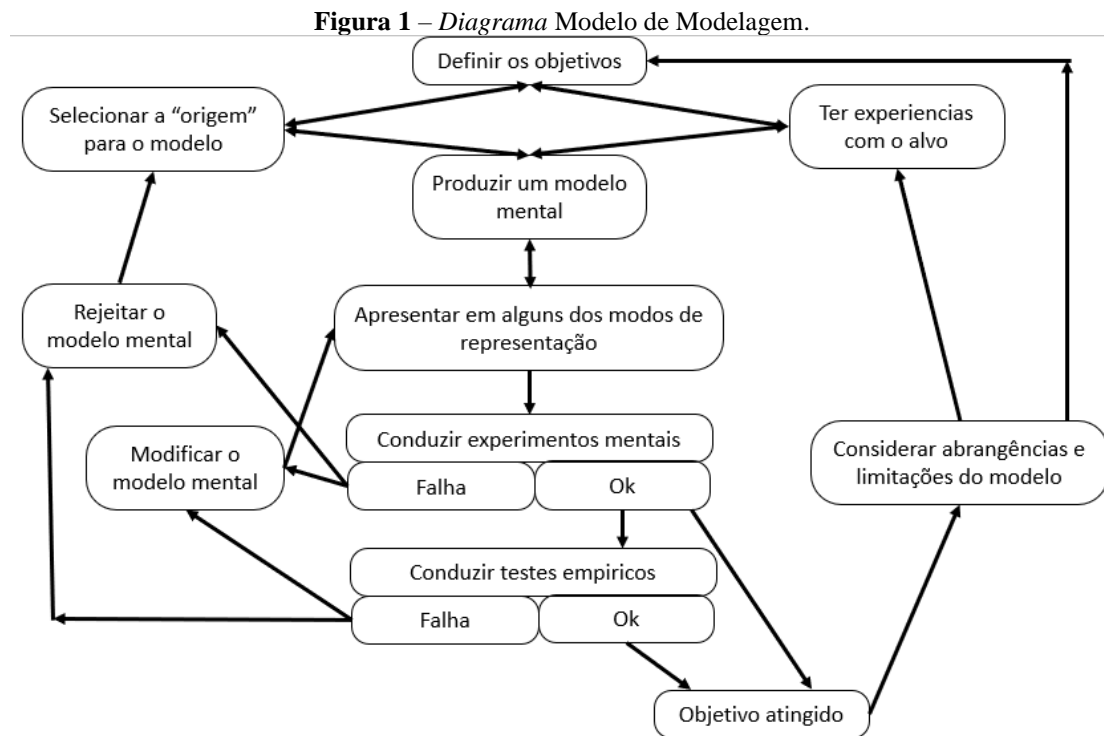 Figura 1 – Diagrama Modelo de Modelagem.
Definir os objetivos
Selecionar a “origem”
para o modelo
Ter experiencias
com o alvo
Produzir um modelo
mental
Rejeitar o
modelo mental
Apresentar em alguns dos modos de
representação
Conduzir experimentos mentais
Falha
Ok
Modificar o
modelo mental
Considerar abrangências e
limitações do modelo
Conduzir testes empiricos
Falha
Ok
Objetivo atingido